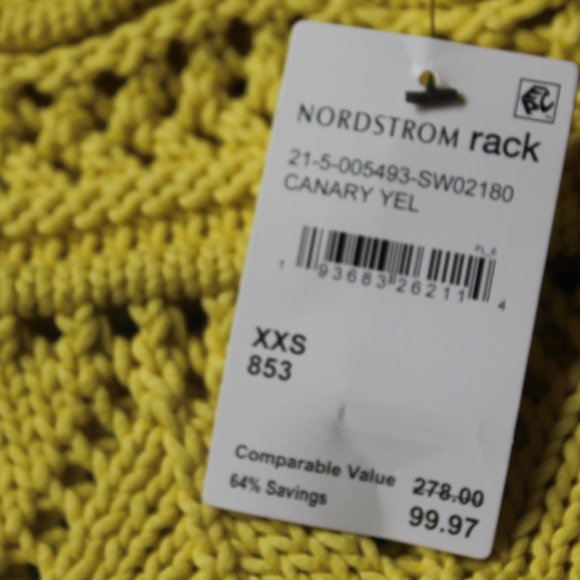 NORDSTROM rack
21-5-005493-SW02180
CANARY YEL
1 93683 26211 4
XXS
853
Comparable Value 278.00
64% Savings 99.97